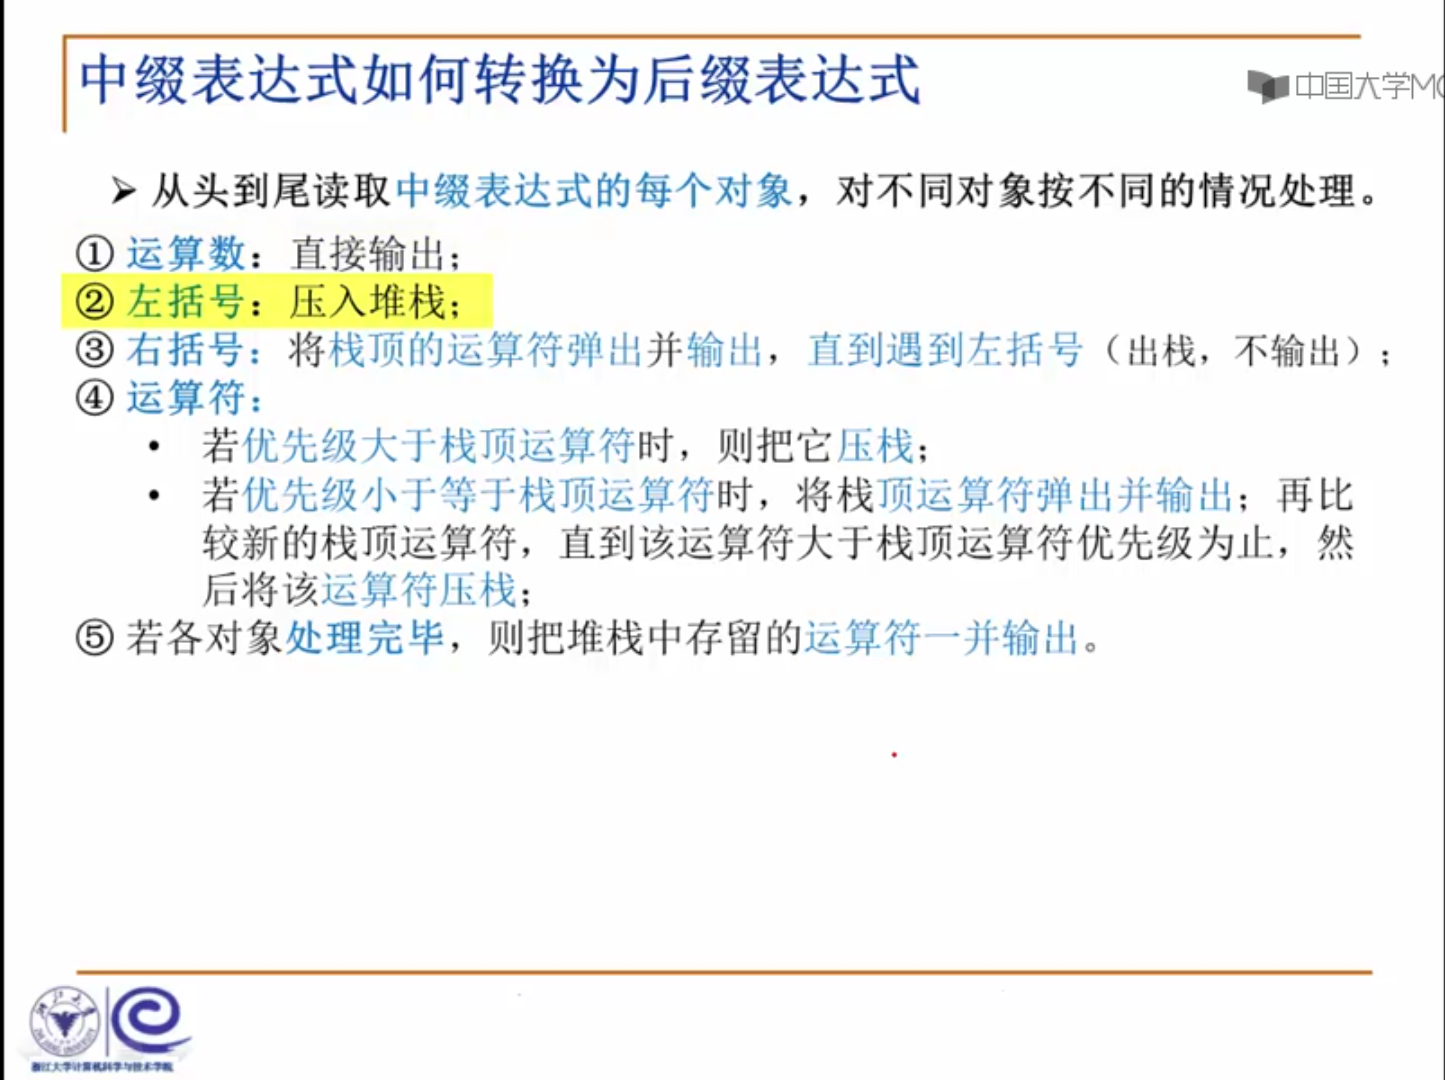 中缀表达式如何转换为后缀表达式
中国大学MO
➢ 从头到尾读取中缀表达式的每个对象，对不同对象按不同的情况处理。
① 运算数：直接输出；
② 左括号：压入堆栈；
③ 右括号：将栈顶的运算符弹出并输出，直到遇到左括号（出栈，不输出）；
④ 运算符：
• 若优先级大于栈顶运算符时，则把它压栈；
• 若优先级小于等于栈顶运算符时，将栈顶运算符弹出并输出；再比
较新的栈顶运算符，直到该运算符大于栈顶运算符优先级为止，然
后将该运算符压栈；
⑤ 若各对象处理完毕，则把堆栈中存留的运算符一并输出。
浙江大学计算机科学与技术学院